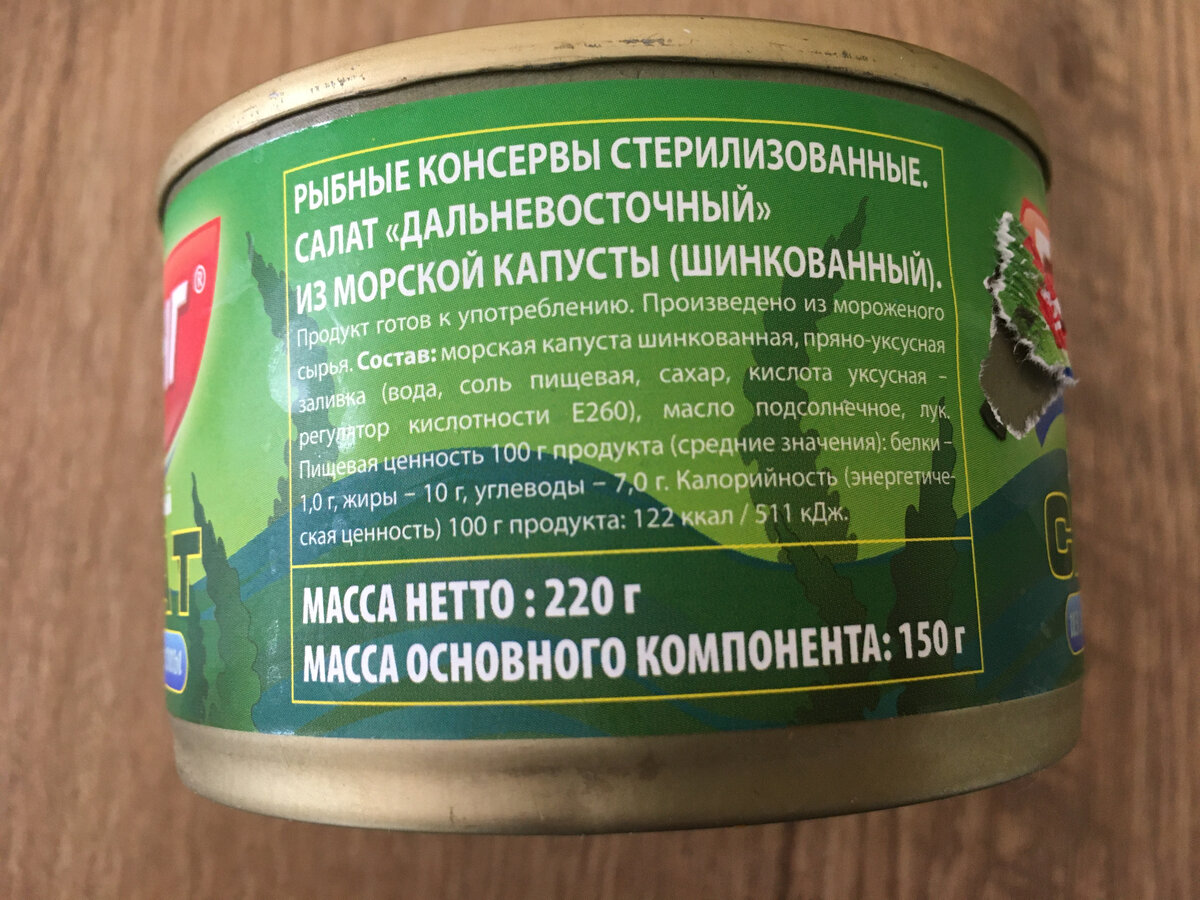 РЫБНЫЕ КОНСЕРВЫ СТЕРИЛИЗОВАННЫЕ.
САЛАТ «ДАЛЬНЕВОСТОЧНЫЙ»
ИЗ МОРСКОЙ КАПУСТЫ (ШИНКОВАННЫЙ).
Продукт готов к употреблению. Произведено из мороженого
сырья. Состав: морская капуста шинкованная, пряно-уксусная
заливка (вода, соль пищевая, сахар, кислота уксусная –
регулятор кислотности Е260), масло подсолнечное, лук.
Пищевая ценность 100 г продукта (средние значения): белки –
1,0 г, жиры – 10 г, углеводы – 7,0 г. Калорийность (энергетиче-
ская ценность) 100 г продукта: 122 ккал / 511 кДж.
МАССА НЕТТО : 220 г
МАССА ОСНОВНОГО КОМПОНЕНТА: 150 г
®